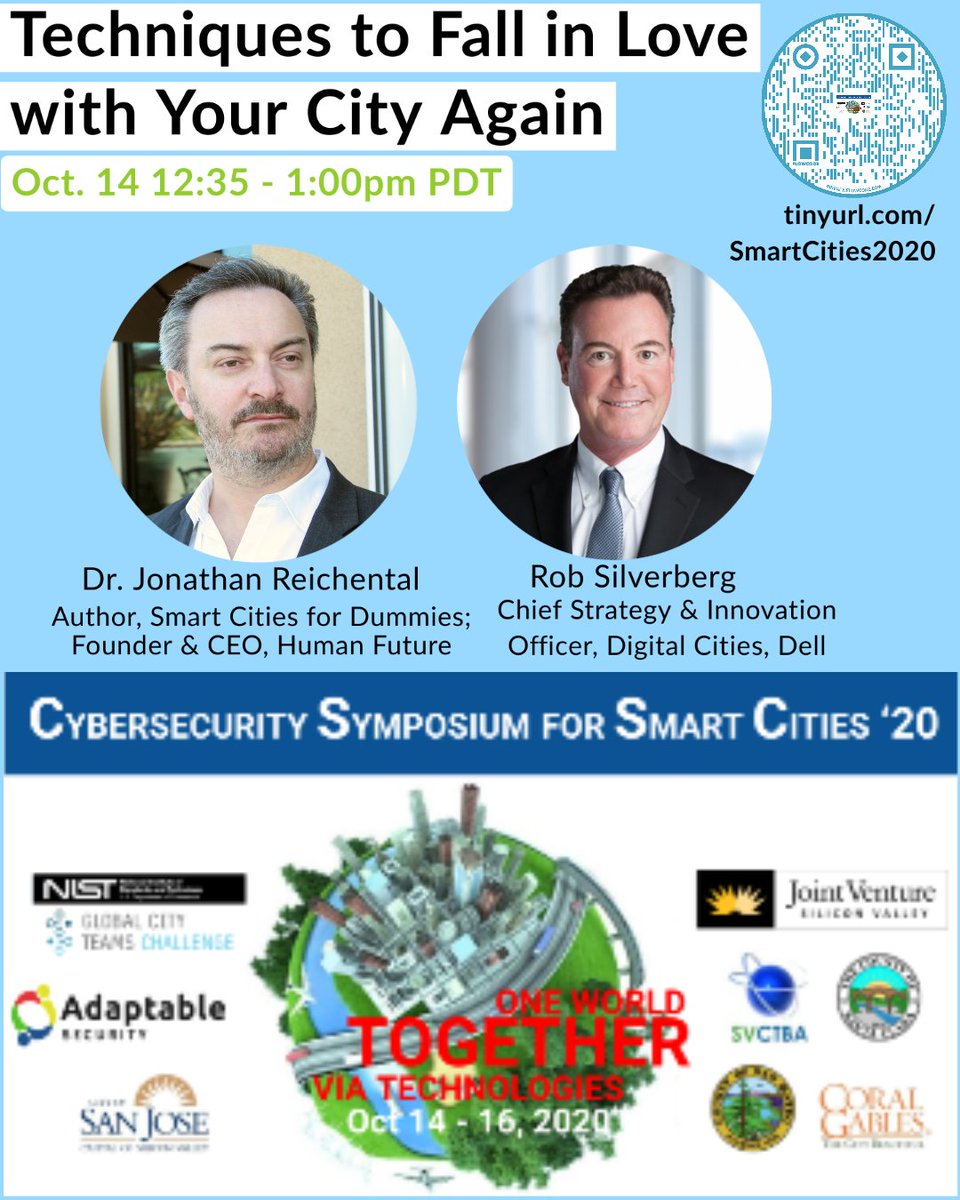 Techniques to Fall in Love
with Your City Again
Oct. 14 12:35 - 1:00pm PDT
tinyurl.com/
SmartCities2020
Dr. Jonathan Reichental
Author, Smart Cities for Dummies;
Founder & CEO, Human Future
Rob Silverberg
Chief Strategy & Innovation
Officer, Digital Cities, Dell
CYBERSECURITY SYMPOSIUM FOR SMART CITIES ‘20
NIST
GLOBAL CITY
TEAMS CHALLENGE
Adaptable
SECURITY
SAN JOSE
ONE WORLD
TOGETHER
VIA TECHNOLOGIES
Oct 14 - 16, 2020
Joint Venture
SILICON VALLEY
SVCTBA
CORAL
GABLES